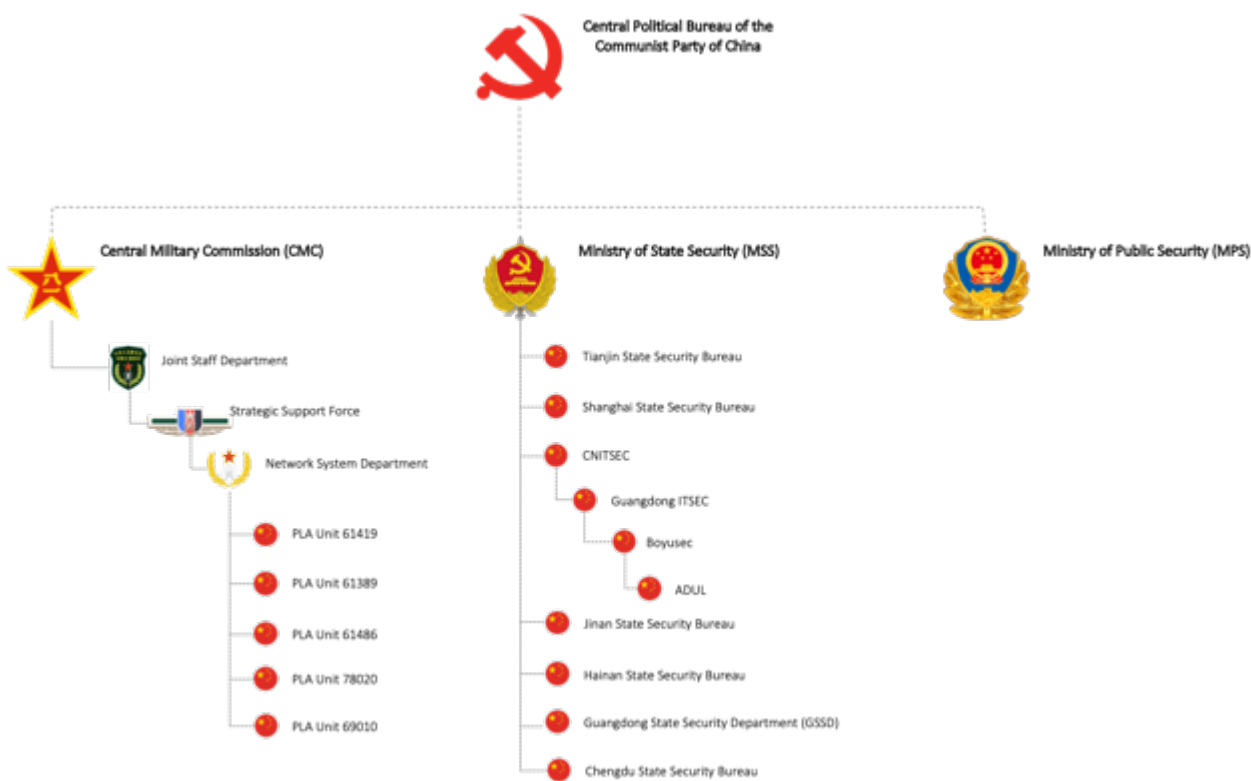 Central Political Bureau of the
Communist Party of China
Central Military Commission (CMC)
Ministry of State Security (MSS)
Ministry of Public Security (MPS)
Joint Staff Department
Strategic Support Force
Network System Department
PLA Unit 61419
PLA Unit 61389
PLA Unit 61486
PLA Unit 78020
PLA Unit 69010
Tianjin State Security Bureau
Shanghai State Security Bureau
CNITSEC
Guangdong ITSEC
Boyusec
ADUL
Jinan State Security Bureau
Hainan State Security Bureau
Guangdong State Security Department (GSSD)
Chengdu State Security Bureau
八一